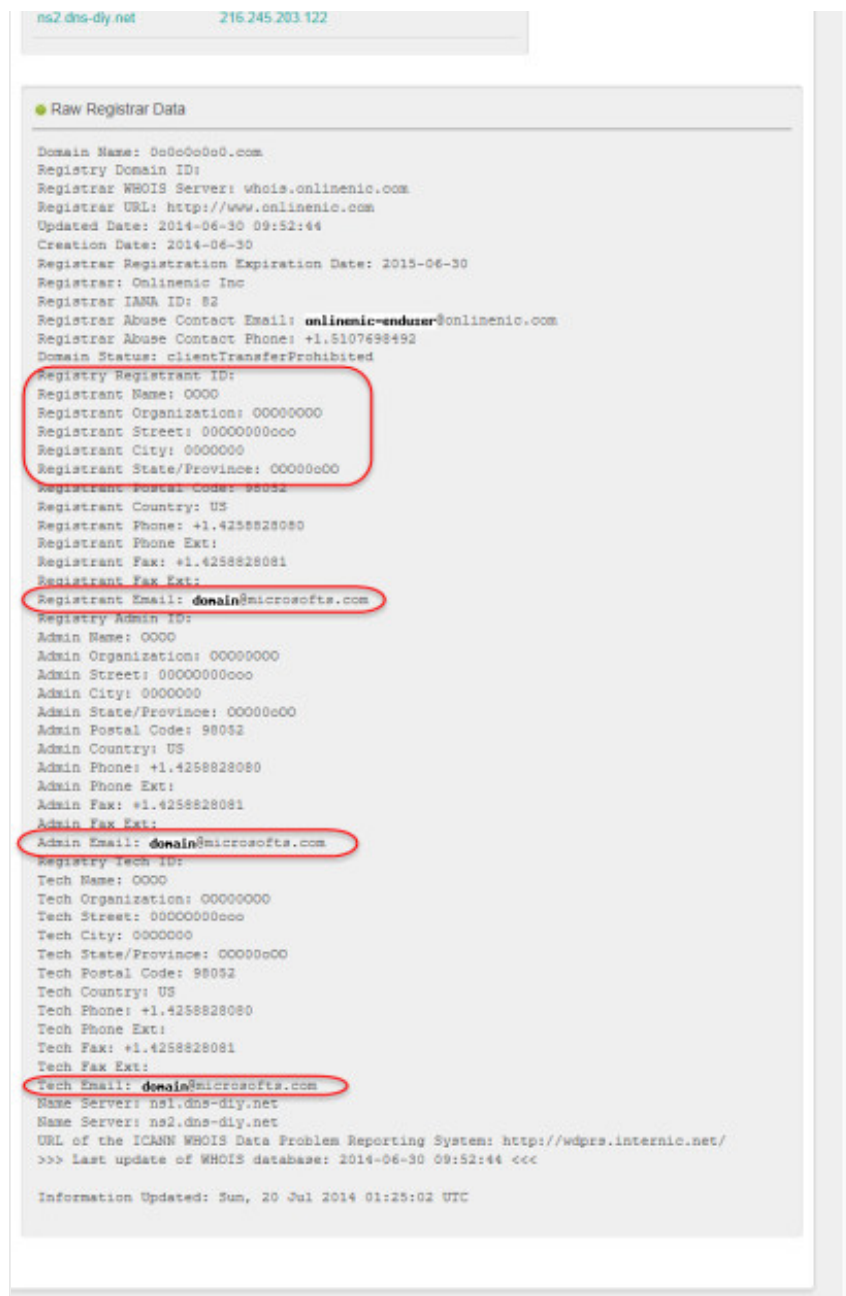 ns2.dns-diy.net 216.245.203.122
Raw Registrar Data
Domain Name: 0o0o0o0o0.com
Registry Domain ID:
Registrar WHOIS Server: whois.onlinenic.com
Registrar URL: http://www.onlinenic.com
Updated Date: 2014-06-30 09:52:44
Creation Date: 2014-06-30
Registrar Registration Expiration Date: 2015-06-30
Registrar: Onlinenic Inc
Registrar IANA ID: 82
Registrar Abuse Contact Email: onlinenic-enduser@onlinenic.com
Registrar Abuse Contact Phone: +1.5107698492
Domain Status: clientTransferProhibited
Registry Registrant ID:
Registrant Name: OOOO
Registrant Organization: OOOOOOOO
Registrant Street: OOOOOOOOooo
Registrant City: OOOOOOO
Registrant State/Province: OOOOOoOO
Registrant Postal Code: 98052
Registrant Country: US
Registrant Phone: +1.4258828080
Registrant Phone Ext:
Registrant Fax: +1.4258828081
Registrant Fax Ext:
Registrant Email: domain@microsofts.com
Registry Admin ID:
Admin Name: OOOO
Admin Organization: OOOOOOOO
Admin Street: OOOOOOOOooo
Admin City: OOOOOOO
Admin State/Province: OOOOOoOO
Admin Postal Code: 98052
Admin Country: US
Admin Phone: +1.4258828080
Admin Phone Ext:
Admin Fax: +1.4258828081
Admin Fax Ext:
Admin Email: domain@microsofts.com
Registry Tech ID:
Tech Name: OOOO
Tech Organization: OOOOOOOO
Tech Street: OOOOOOOOooo
Tech City: OOOOOOO
Tech State/Province: OOOOOoOO
Tech Postal Code: 98052
Tech Country: US
Tech Phone: +1.4258828080
Tech Phone Ext:
Tech Fax: +1.4258828081
Tech Fax Ext:
Tech Email: domain@microsofts.com
Name Server: ns1.dns-diy.net
Name Server: ns2.dns-diy.net
URL of the ICANN WHOIS Data Problem Reporting System: http://wdprs.internic.net/
>>> Last update of WHOIS database: 2014-06-30 09:52:44 <<<
Information Updated: Sun, 20 Jul 2014 01:25:02 UTC